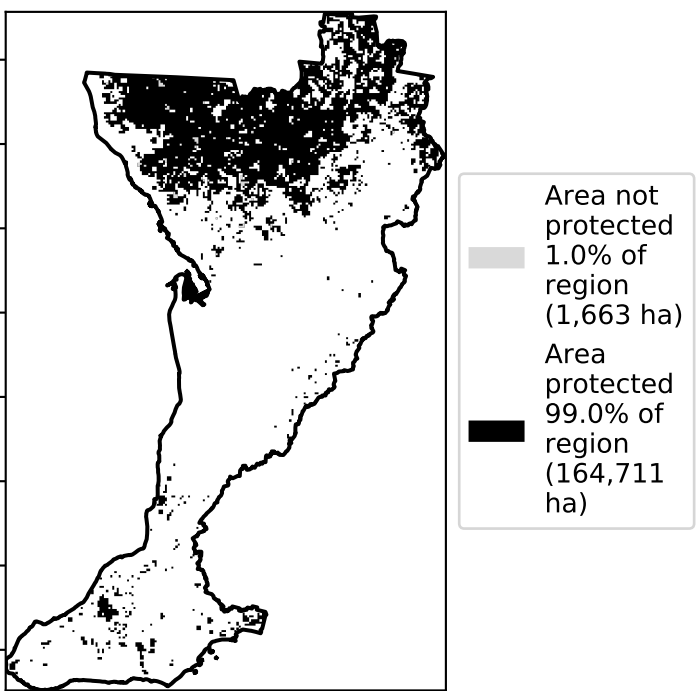 Area not
protected
1.0% of
region
(1,663 ha)
Area
protected
99.0% of
region
(164,711
ha)